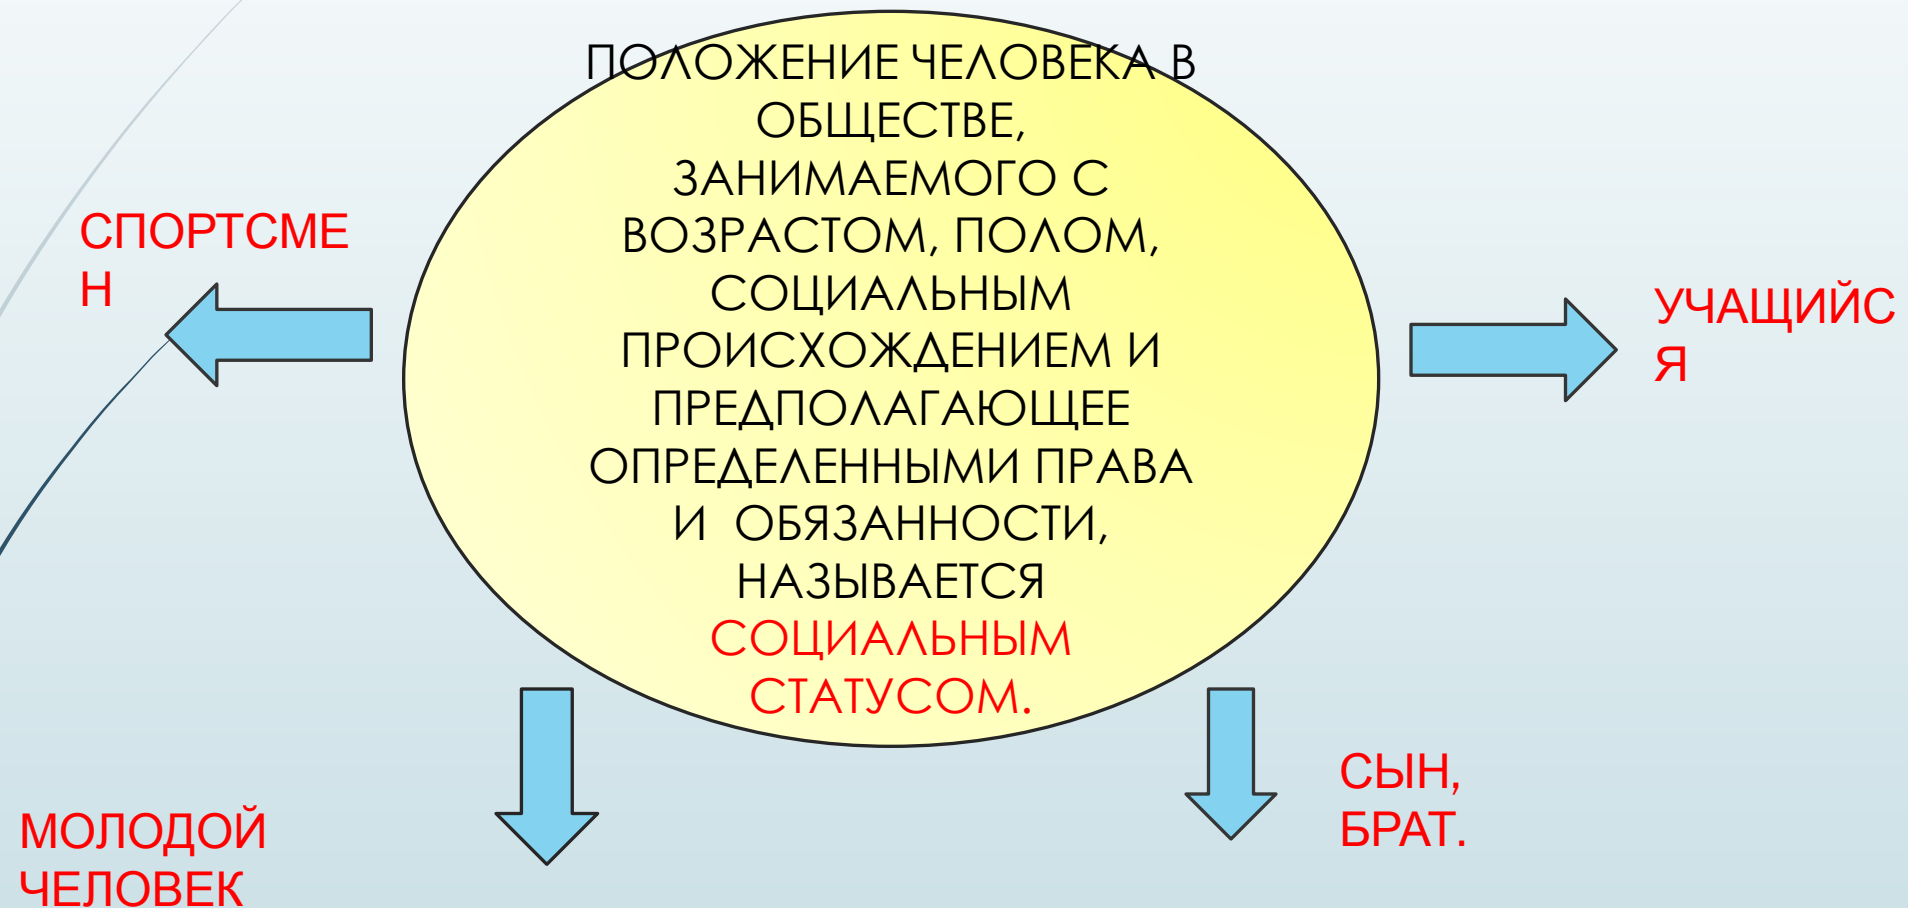 ПОЛОЖЕНИЕ ЧЕЛОВЕКА В
ОБЩЕСТВЕ,
ЗАНИМАЕМОГО С
ВОЗРАСТОМ, ПОЛОМ,
СОЦИАЛЬНЫМ
ПРОИСХОЖДЕНИЕМ И
ПРЕДПОЛАГАЮЩЕЕ
ОПРЕДЕЛЕННЫМИ ПРАВА
И ОБЯЗАННОСТИ,
НАЗЫВАЕТСЯ
СОЦИАЛЬНЫМ
СТАТУСОМ.
СПОРТСМЕ
Н
УЧАЩИЙС
Я
МОЛОДОЙ
ЧЕЛОВЕК
СЫН,
БРАТ.